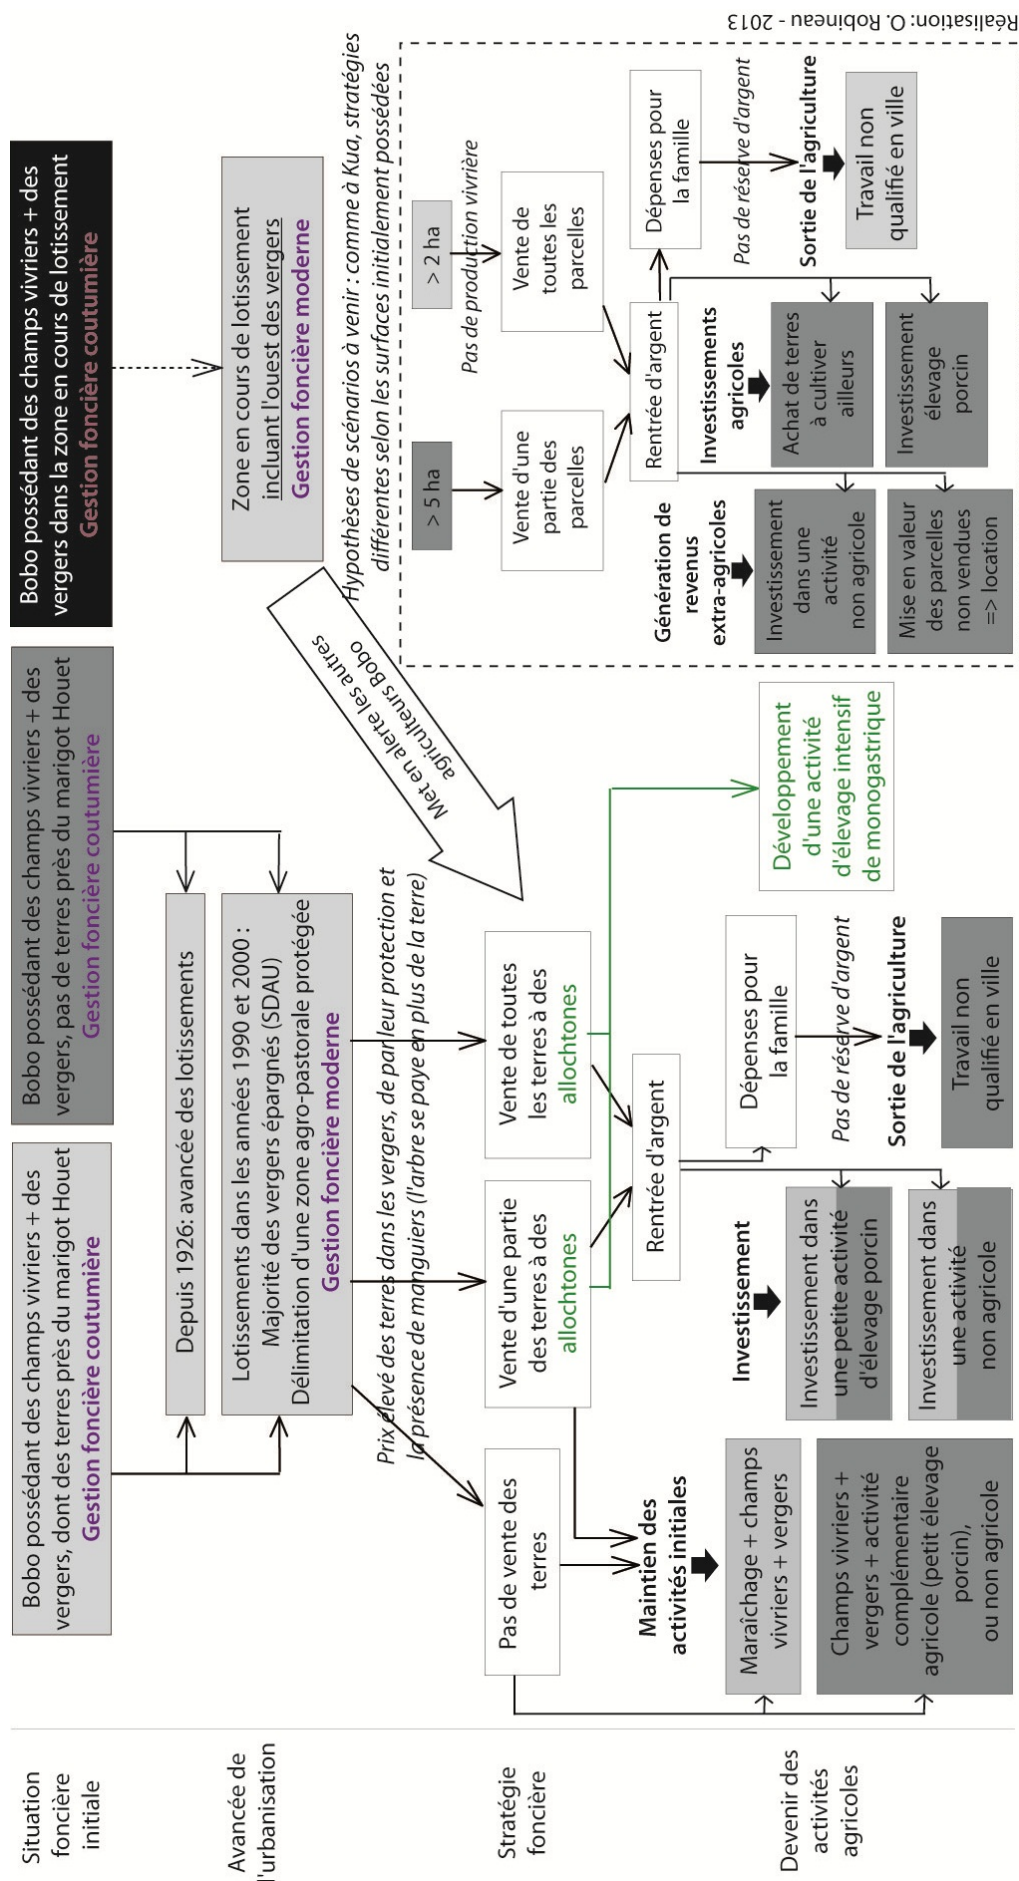 Situation
foncière
initiale
Bobo possédant des champs vivriers + des
vergers, dont des terres près du marigot Houet
Gestion foncière coutumière
Bobo possédant des champs vivriers + des
vergers, pas de terres près du marigot Houet
Gestion foncière coutumière
Bobo possédant des champs vivriers + des
vergers dans la zone en cours de lotissement
Gestion foncière coutumière
Avancée de
l'urbanisation
Depuis 1926: avancée des lotissements
Lotissements dans les années 1990 et 2000 :
Majorité des vergers épargnés (SDAU)
Délimitation d'une zone agro-pastorale protégée
Gestion foncière moderne
Zone en cours de lotissement
incluant l'ouest des vergers
Gestion foncière moderne
Met en alerte les autres
agriculteurs Bobo
Prix élevé des terres dans les vergers, de par leur protection et
la présence de manguiers (l'arbre se paye en plus de la terre)
Hypothèses de scénarios à venir : comme à Kua, stratégies
différentes selon les surfaces initialement possédées
Stratégie
foncière
Pas de vente des
terres
Vente d'une partie
des terres à des
allochtones
Vente de toutes
les terres à des
allochtones
Rentrée d'argent
> 5 ha
> 2 ha
Pas de production vivrière
Vente d'une
partie des
parcelles
Vente de
toutes les
parcelles
Rentrée d'argent
Dépenses pour
la famille
Pas de réserve d'argent
Sortie de l'agriculture
Travail non
qualifié en ville
Génération de
revenus
extra-agricoles
Investissement
dans une
activité
non agricole
Mise en valeur
des parcelles
non vendues
=> location
Investissements
agricoles
Achat de terres
à cultiver
ailleurs
Investissement
élevage
porcin
Devenir des
activités
agricoles
Maintien des
activités initiales
Maraîchage + champs
vivriers + vergers
Champs vivriers +
vergers + activité
complémentaire
agricole (petit élevage
porcin),
ou non agricole
Investissement
Investissement dans
une petite activité
d'élevage porcin
Investissement dans
une activité
non agricole
Dépenses pour
la famille
Pas de réserve d'argent
Sortie de l'agriculture
Travail non
qualifié en ville
Développement
d'une activité
d'élevage intensif
de monogastrique
Réalisation: O. Robineau - 2013